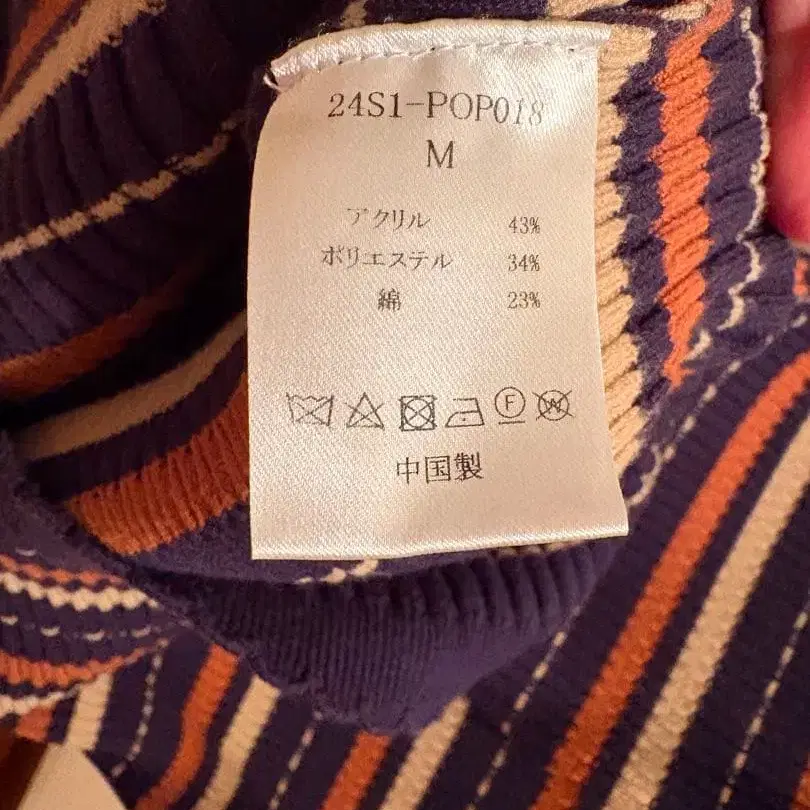 24S1-POP018
M
アクリル 43%
ポリエステル 34%
綿 23%
F W
中国製